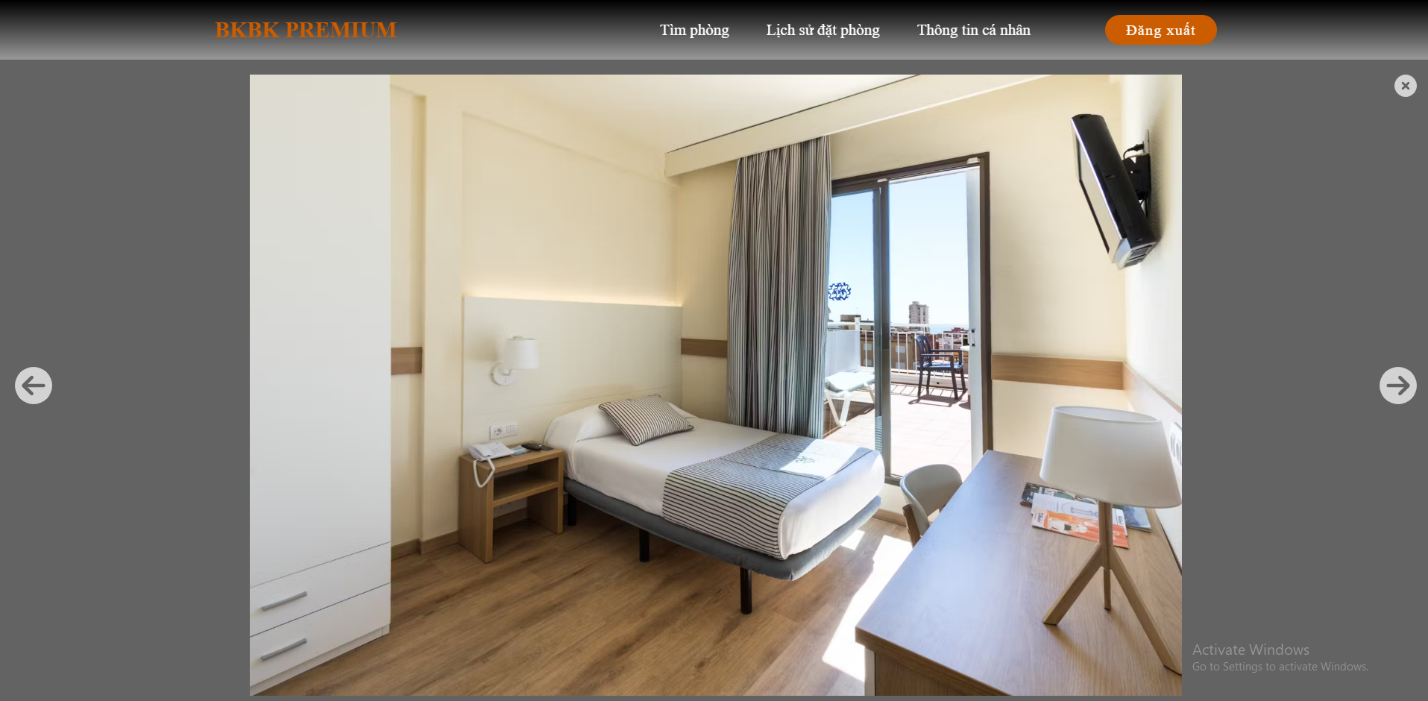 BKBK PREMIUM
Tìm phòng
Lịch sử đặt phòng
Thông tin cá nhân
Đăng xuất
Activate Windows
Go to Settings to activate Windows.